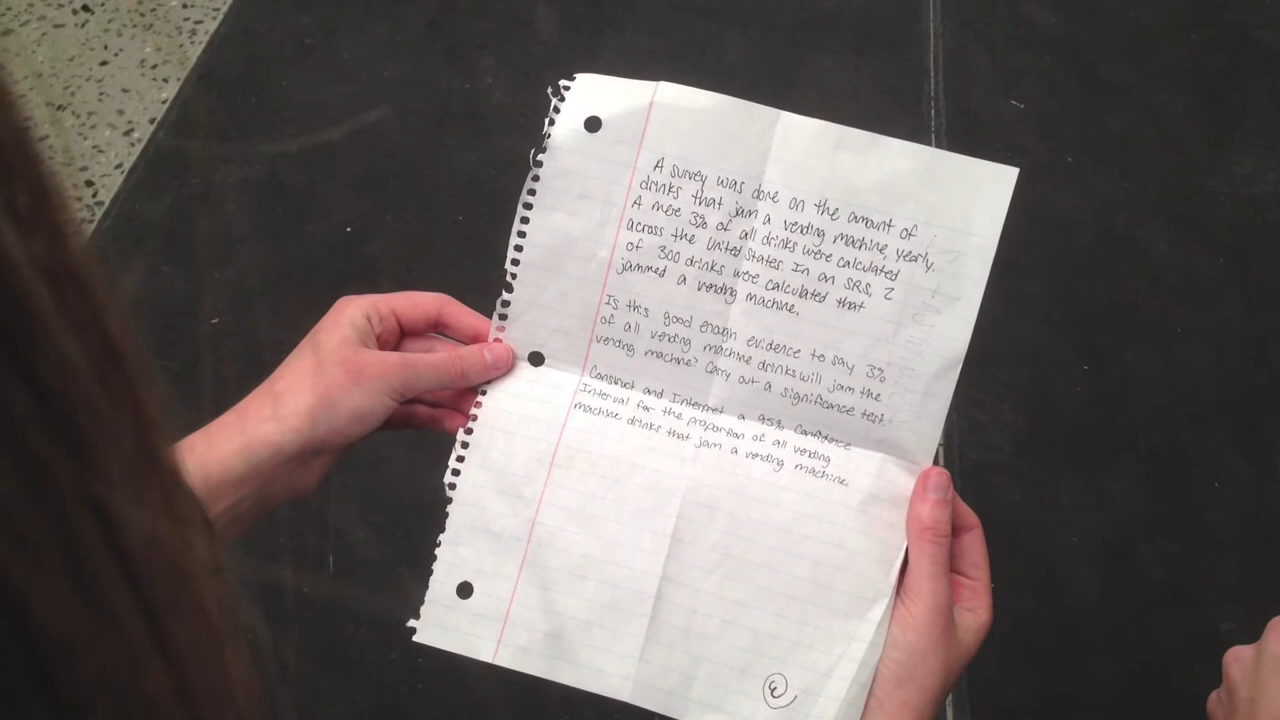 A survey was done on the amount of
drinks that jam a vending machine, yearly.
A mere 3% of all drinks were calculated
across the United States. In an SRS, 2
of 300 drinks were calculated that
jammed a vending machine.
Is this good enough evidence to say 3%
of all vending machine drinks will jam the
vending machine? Carry out a significance test.
Construct and Interpret a 95% Confidence
Interval for the proportion of all vending
machine drinks that jam a vending machine.